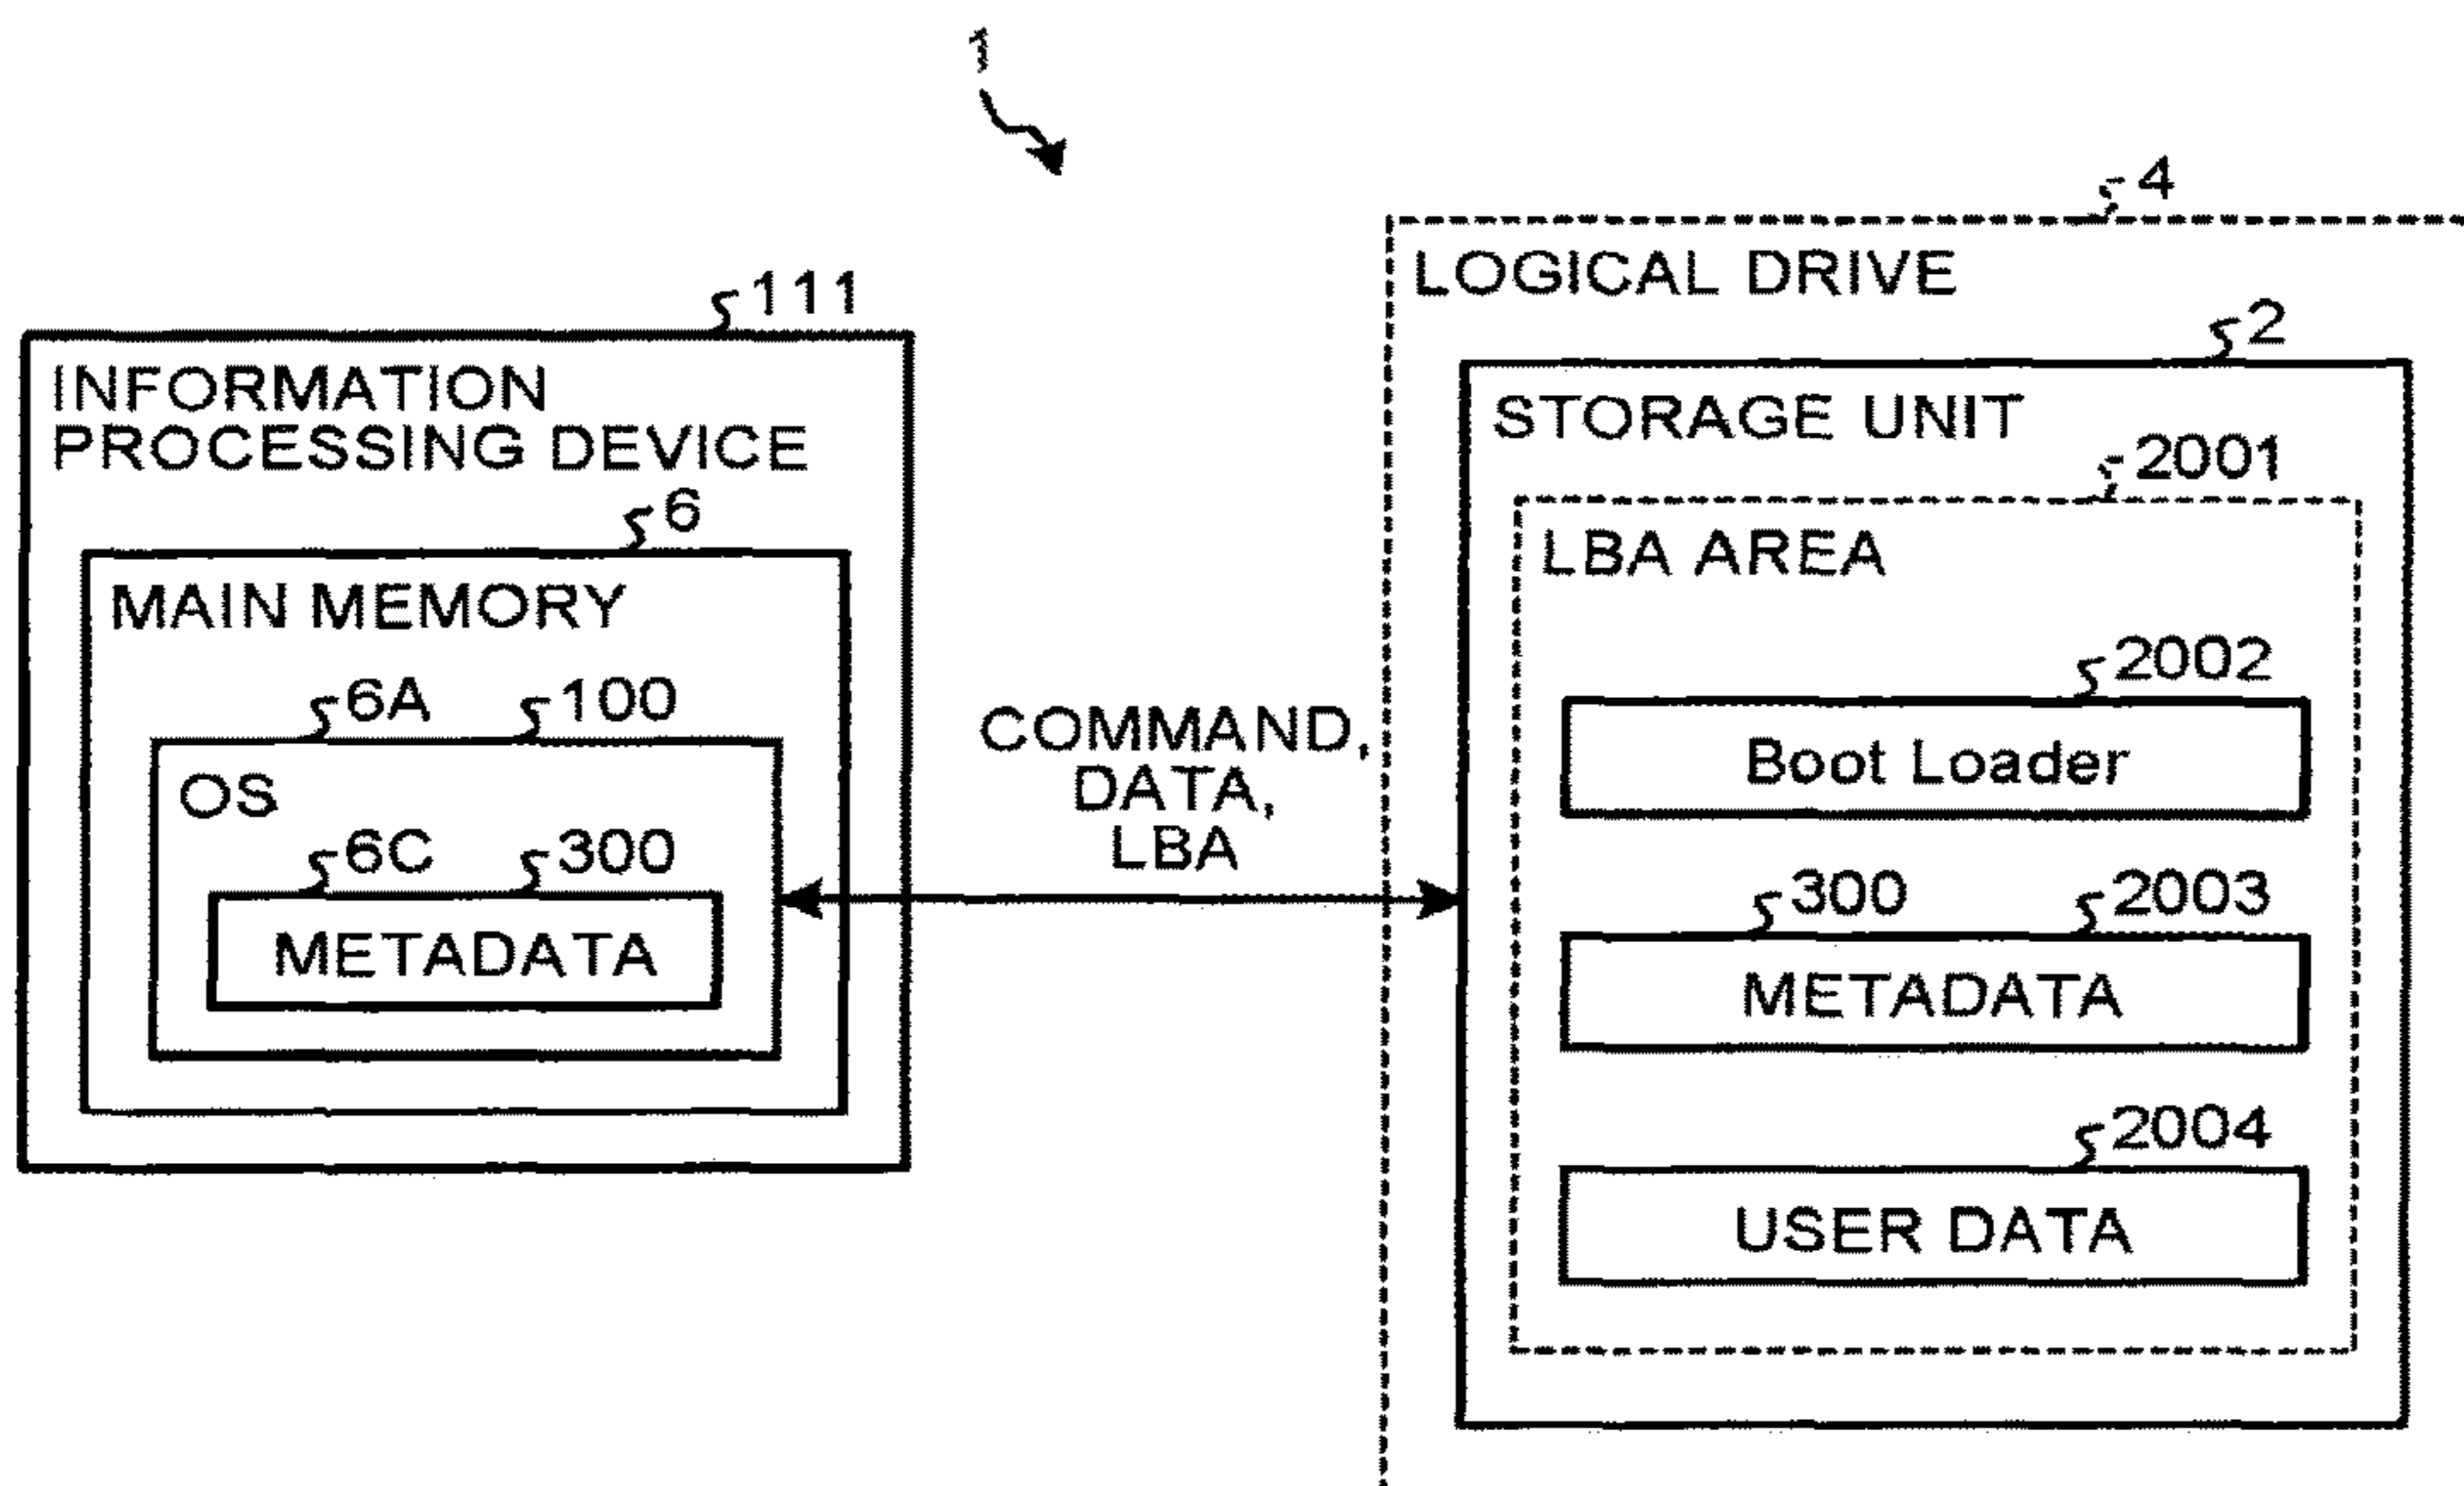 1
4
LOGICAL DRIVE
111
2
INFORMATION
PROCESSING DEVICE
STORAGE UNIT
2001
6
LBA AREA
MAIN MEMORY
2002
6A 100
COMMAND,
DATA,
LBA
OS
Boot Loader
6C 300
300 2003
METADATA
METADATA
2004
USER DATA